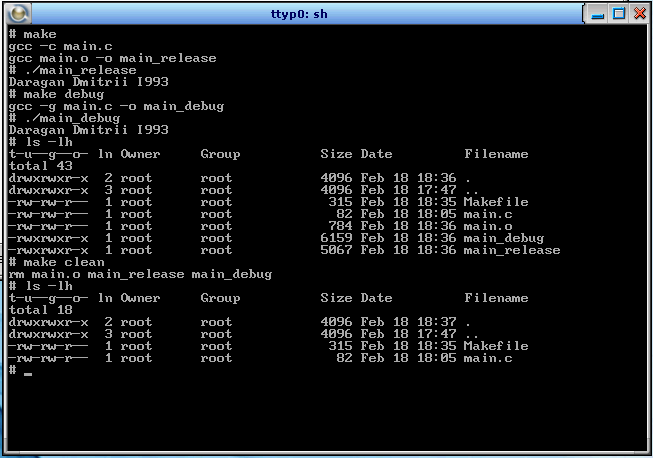 ttyp0: sh
# make
gcc -c main.c
gcc main.o -o main_release
# ./main_release
Daragan Dmitrii I993
# make debug
gcc -g main.c -o main_debug
# ./main_debug
Daragan Dmitrii I993
# ls -lh
t-u--g--o- ln Owner      Group           Size Date         Filename
total 43
drwxrwxr-x  2 root       root            4096 Feb 18 18:36 .
drwxrwxr-x  3 root       root            4096 Feb 18 17:47 ..
-rw-rw-r--  1 root       root             315 Feb 18 18:35 Makefile
-rw-rw-r--  1 root       root              82 Feb 18 18:05 main.c
-rw-rw-r--  1 root       root             784 Feb 18 18:36 main.o
-rwxrwxr-x  1 root       root            6159 Feb 18 18:36 main_debug
-rwxrwxr-x  1 root       root            5067 Feb 18 18:36 main_release
# make clean
rm main.o main_release main_debug
# ls -lh
t-u--g--o- ln Owner      Group           Size Date         Filename
total 18
drwxrwxr-x  2 root       root            4096 Feb 18 18:37 .
drwxrwxr-x  3 root       root            4096 Feb 18 17:47 ..
-rw-rw-r--  1 root       root             315 Feb 18 18:35 Makefile
-rw-rw-r--  1 root       root              82 Feb 18 18:05 main.c
# _